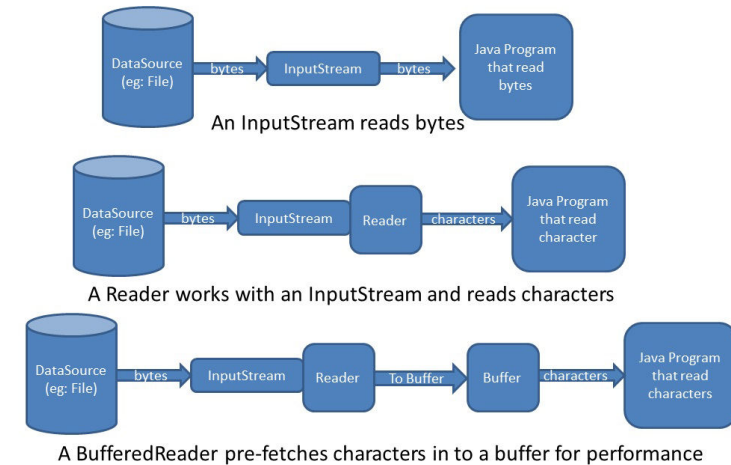 DataSource
(eg: File)
bytes
InputStream
bytes
Java Program
that read
bytes
An InputStream reads bytes
DataSource
(eg: File)
bytes
InputStream
Reader
characters
Java Program
that read
character
A Reader works with an InputStream and reads characters
DataSource
(eg: File)
bytes
InputStream
Reader
To Buffer
Buffer
characters
Java Program
that read
characters
A BufferedReader pre-fetches characters in to a buffer for performance